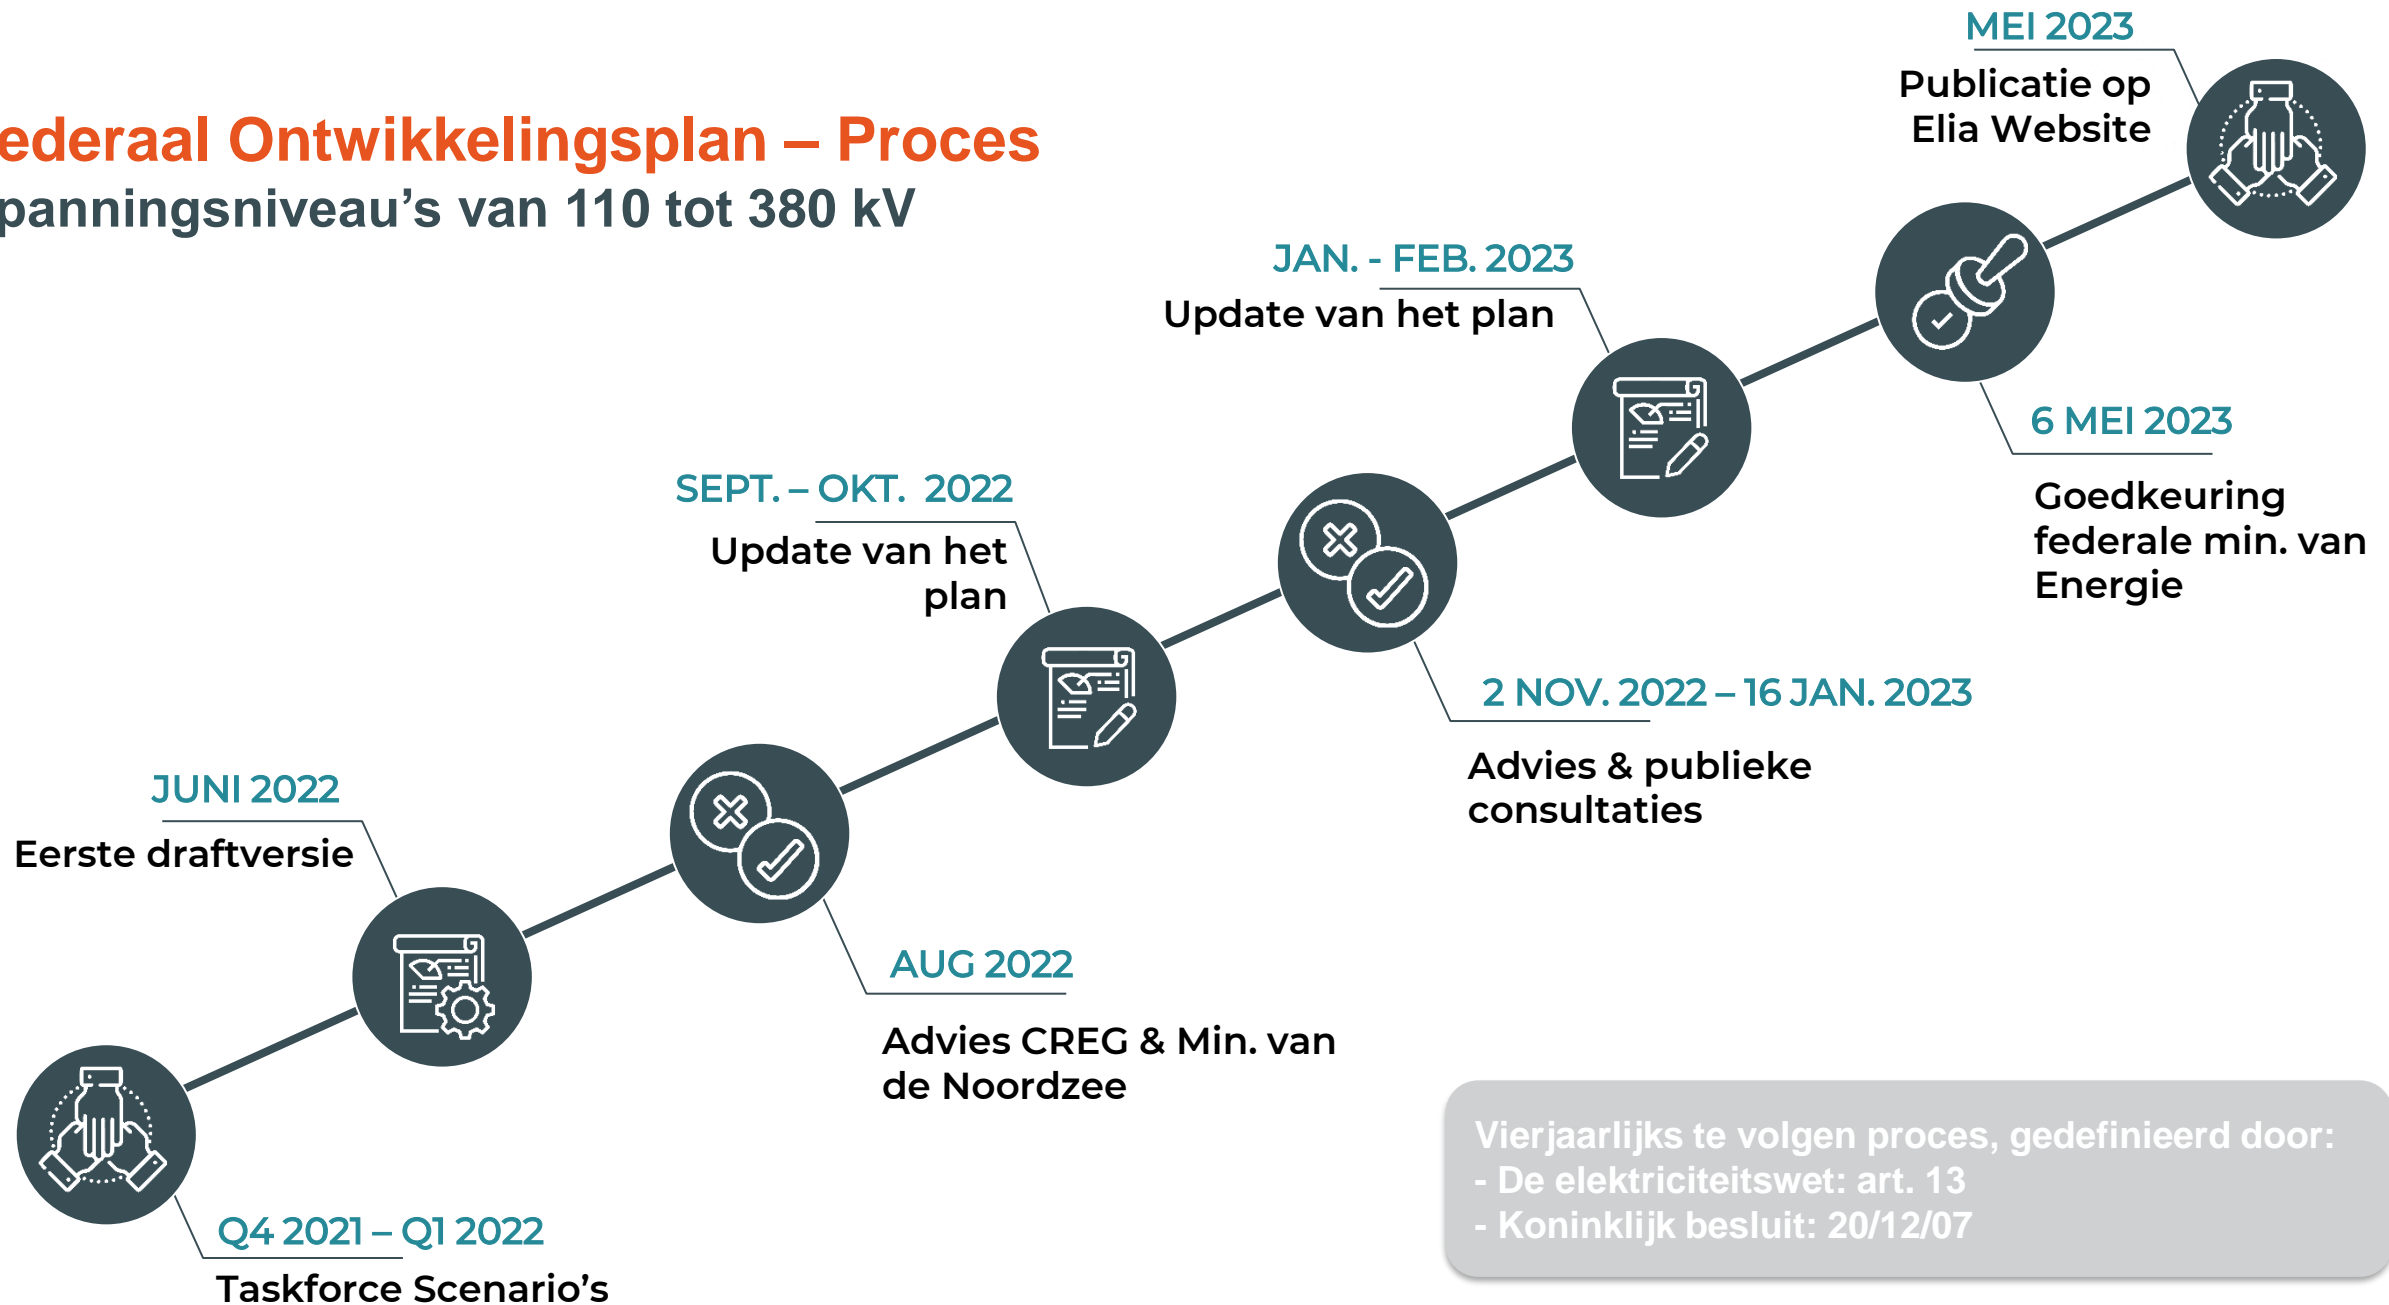 ederaal Ontwikkelingsplan – Proces
panningsniveau’s van 110 tot 380 kV
MEI 2023
Publicatie op
Elia Website
JAN. - FEB. 2023
Update van het plan
6 MEI 2023
Goedkeuring
federale min. van
Energie
SEPT. – OKT. 2022
Update van het
plan
2 NOV. 2022 – 16 JAN. 2023
Advies & publieke
consultaties
JUNI 2022
Eerste draftversie
AUG 2022
Advies CREG & Min. van
de Noordzee
Q4 2021 – Q1 2022
Taskforce Scenario’s
Vierjaarlijks te volgen proces, gedefinieerd door:
- De elektriciteitswet: art. 13
- Koninklijk besluit: 20/12/07